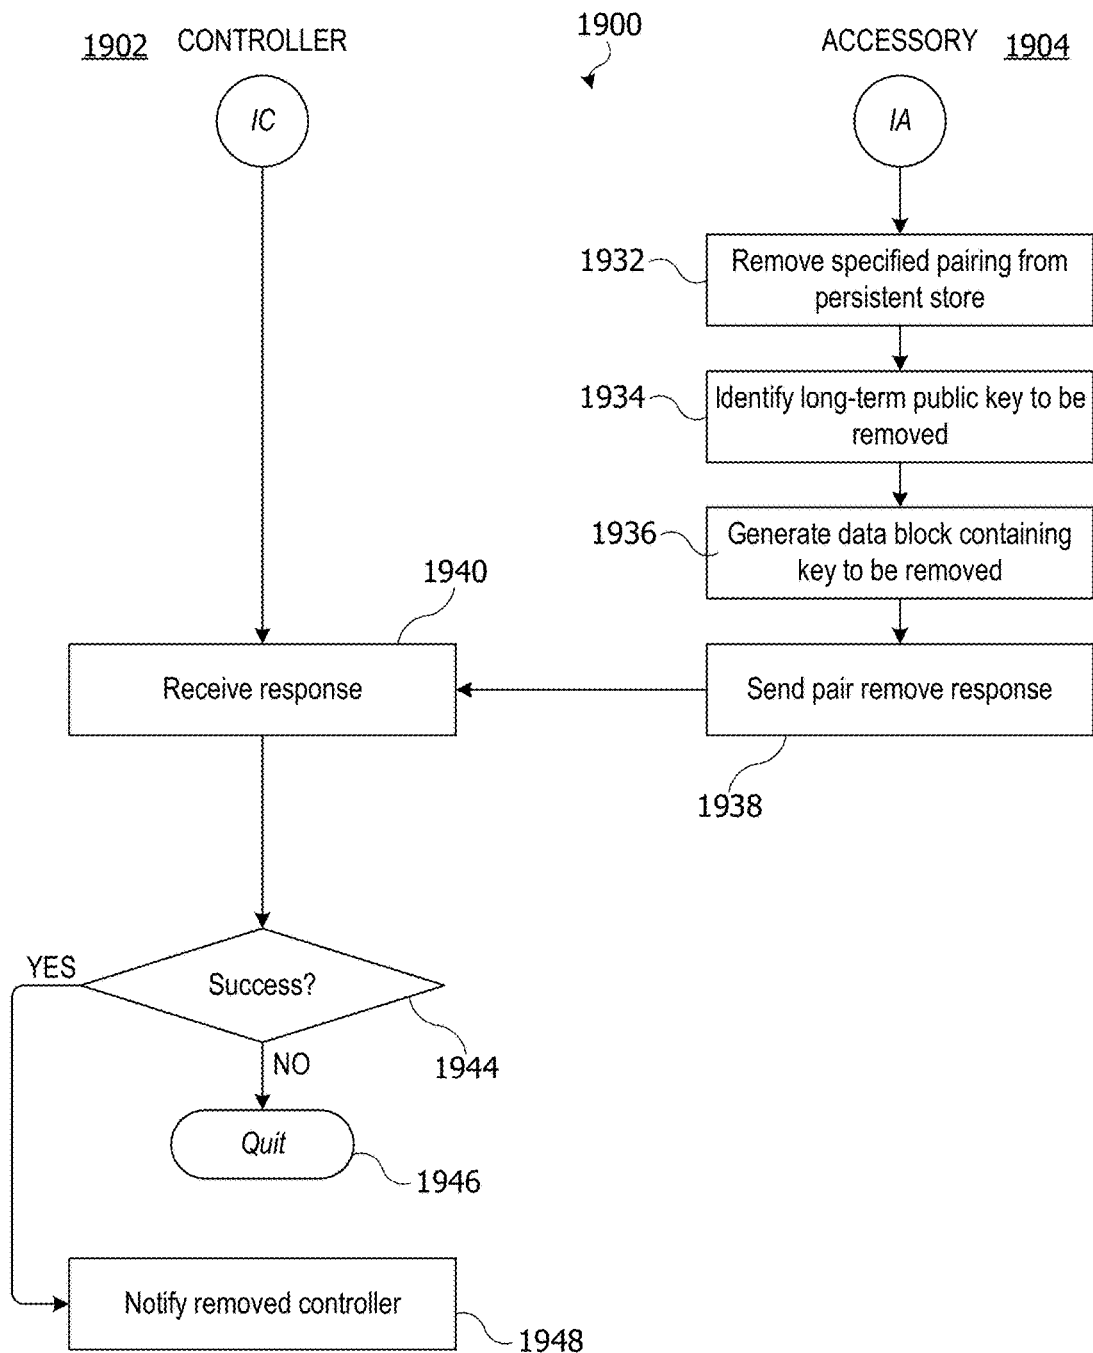 1902 CONTROLLER
1900
ACCESSORY 1904
IC
IA
1932
Remove specified pairing from
persistent store
1934
Identify long-term public key to be
removed
1936
Generate data block containing
key to be removed
1940
Receive response
Send pair remove response
1938
YES
Success?
NO
1944
Quit
1946
Notify removed controller
1948